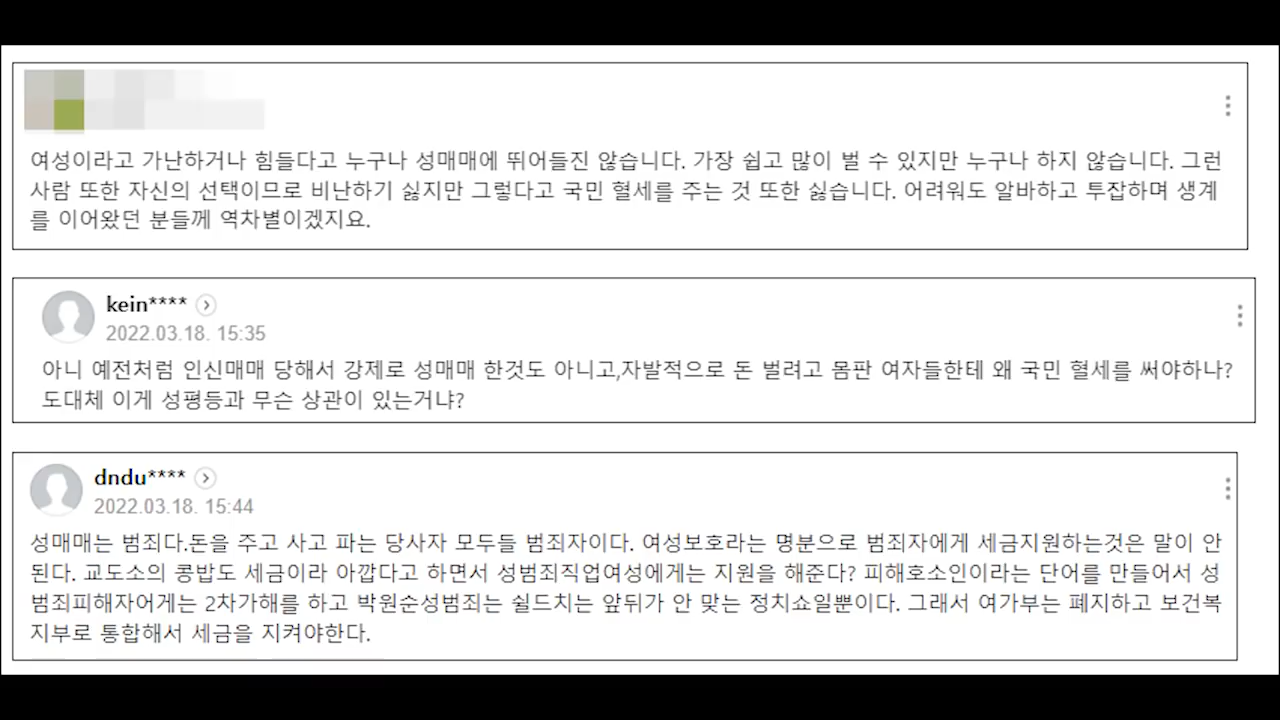 여성이라고 가난하거나 힘들다고 누구나 성매매에 뛰어들진 않습니다. 가장 쉽고 많이 벌 수 있지만 누구나 하지 않습니다. 그런
사람 또한 자신의 선택이므로 비난하기 싫지만 그렇다고 국민 혈세를 주는 것 또한 싫습니다. 어려워도 알바하고 투잡하며 생계
를 이어왔던 분들께 역차별이겠지요.
kein****
2022.03.18. 15:35
아니 예전처럼 인신매매 당해서 강제로 성매매 한것도 아니고,자발적으로 돈 벌려고 몸판 여자들한테 왜 국민 혈세를 써야하나?
도대체 이게 성평등과 무슨 상관이 있는거냐?
dndu****
2022.03.18. 15:44
성매매는 범죄다.돈을 주고 사고 파는 당사자 모두들 범죄자이다. 여성보호라는 명분으로 범죄자에게 세금지원하는것은 말이 안
된다. 교도소의 콩밥도 세금이라 아깝다고 하면서 성범죄직업여성에게는 지원을 해준다? 피해호소인이라는 단어를 만들어서 성
범죄피해자어게는 2차가해를 하고 박원순성범죄는 쉴드치는 앞뒤가 안 맞는 정치쇼일뿐이다. 그래서 여가부는 폐지하고 보건복
지부로 통합해서 세금을 지켜야한다.